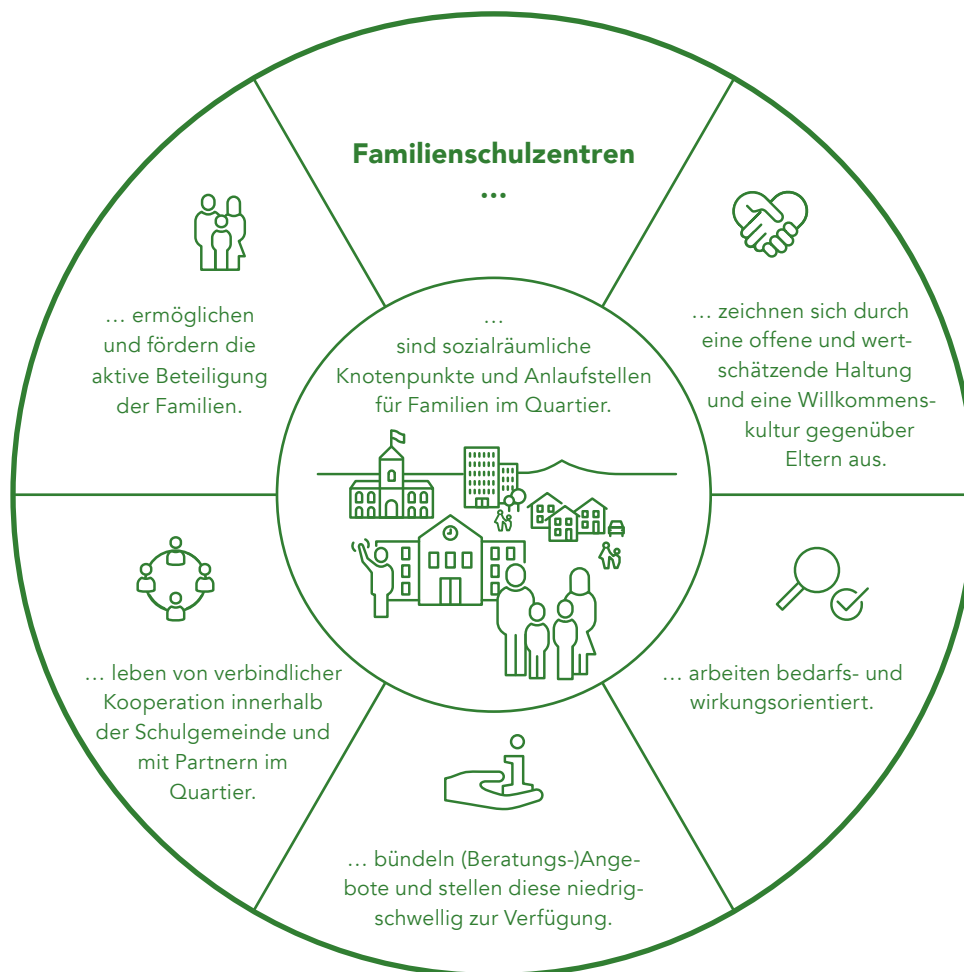 Familienschulzentren
...
… zeichnen sich durch
eine offene und wert-
schätzende Haltung
und eine Willkommens-
kultur gegenüber
Eltern aus.
… arbeiten bedarfs- und
wirkungsorientiert.
… bündeln (Beratungs-)Ange-
bote und stellen diese niedrig-
schwellig zur Verfügung.
… leben von verbindlicher
Kooperation innerhalb
der Schulgemeinde und
mit Partnern im
Quartier.
… ermöglichen
und fördern die
aktive Beteiligung
der Familien.
…
sind sozialräumliche
Knotenpunkte und Anlaufstellen
für Familien im Quartier.